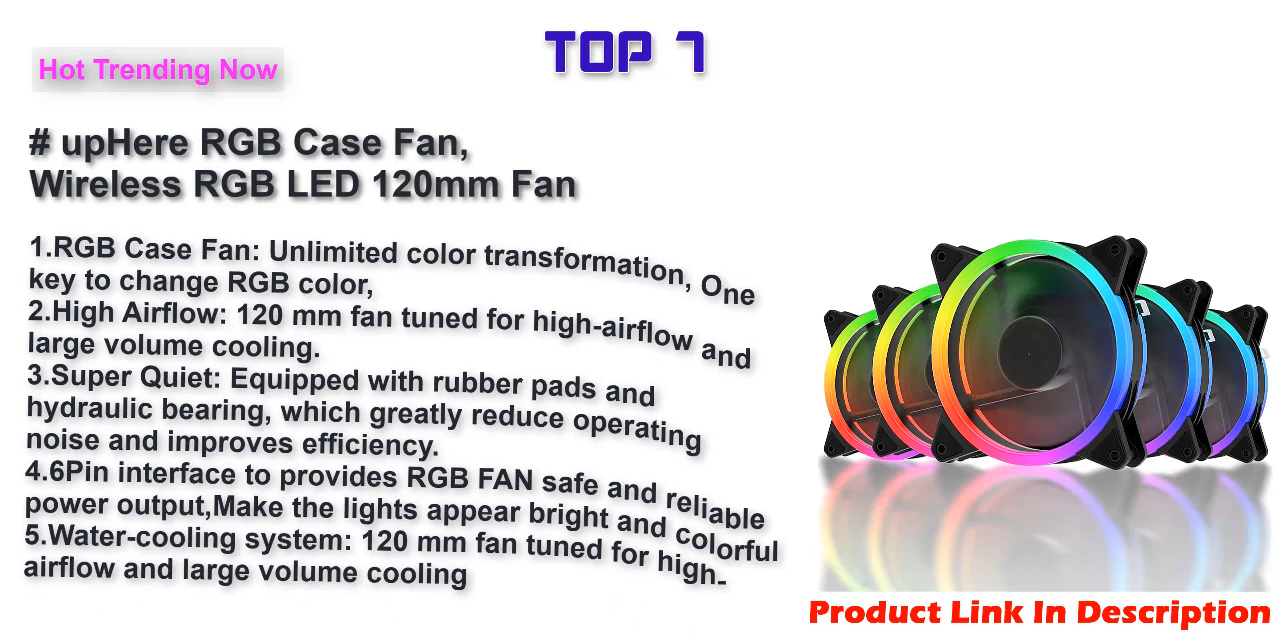 TOP 7
Hot Trending Now
# upHere RGB Case Fan,
Wireless RGB LED 120mm Fan
1.RGB Case Fan: Unlimited color transformation, One
key to change RGB color,
2.High Airflow: 120 mm fan tuned for high-airflow and
large volume cooling.
3.Super Quiet: Equipped with rubber pads and
hydraulic bearing, which greatly reduce operating
noise and improves efficiency.
4.6Pin interface to provides RGB FAN safe and reliable
power output,Make the lights appear bright and colorful
5.Water-cooling system: 120 mm fan tuned for high-
airflow and large volume cooling
Product Link In Description